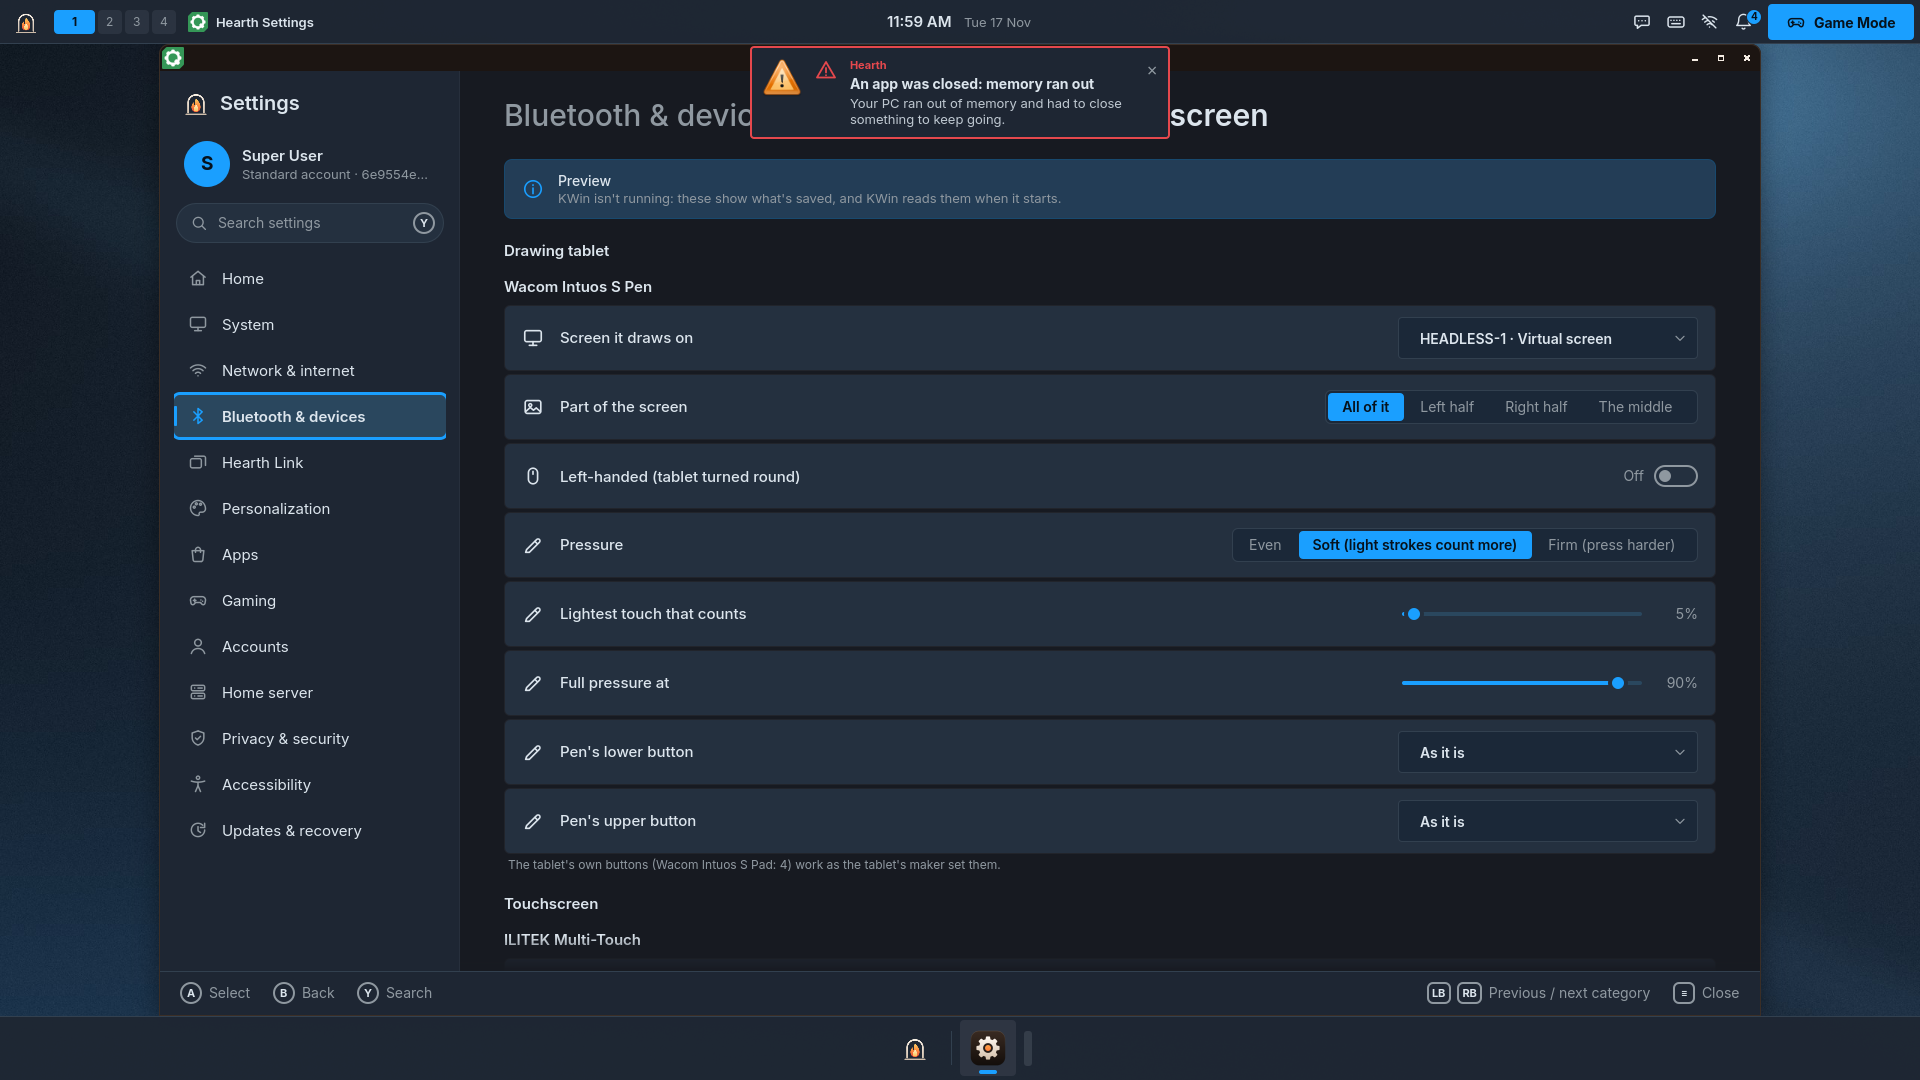 1 2 3 4 Hearth Settings
11:59 AM Tue 17 Nov
4
Game Mode
Hearth
An app was closed: memory ran out
Your PC ran out of memory and had to close
something to keep going.
Settings
S
Super User
Standard account · 6e9554e...
Search settings Y
Home
System
Network & internet
Bluetooth & devices
Hearth Link
Personalization
Apps
Gaming
Accounts
Home server
Privacy & security
Accessibility
Updates & recovery
Bluetooth & devic screen
Preview
KWin isn't running: these show what's saved, and KWin reads them when it starts.
Drawing tablet
Wacom Intuos S Pen
Screen it draws on HEADLESS-1 · Virtual screen
Part of the screen All of it Left half Right half The middle
Left-handed (tablet turned round) Off
Pressure Even Soft (light strokes count more) Firm (press harder)
Lightest touch that counts 5%
Full pressure at 90%
Pen's lower button As it is
Pen's upper button As it is
The tablet's own buttons (Wacom Intuos S Pad: 4) work as the tablet's maker set them.
Touchscreen
ILITEK Multi-Touch
A Select B Back Y Search
LB RB Previous / next category Close